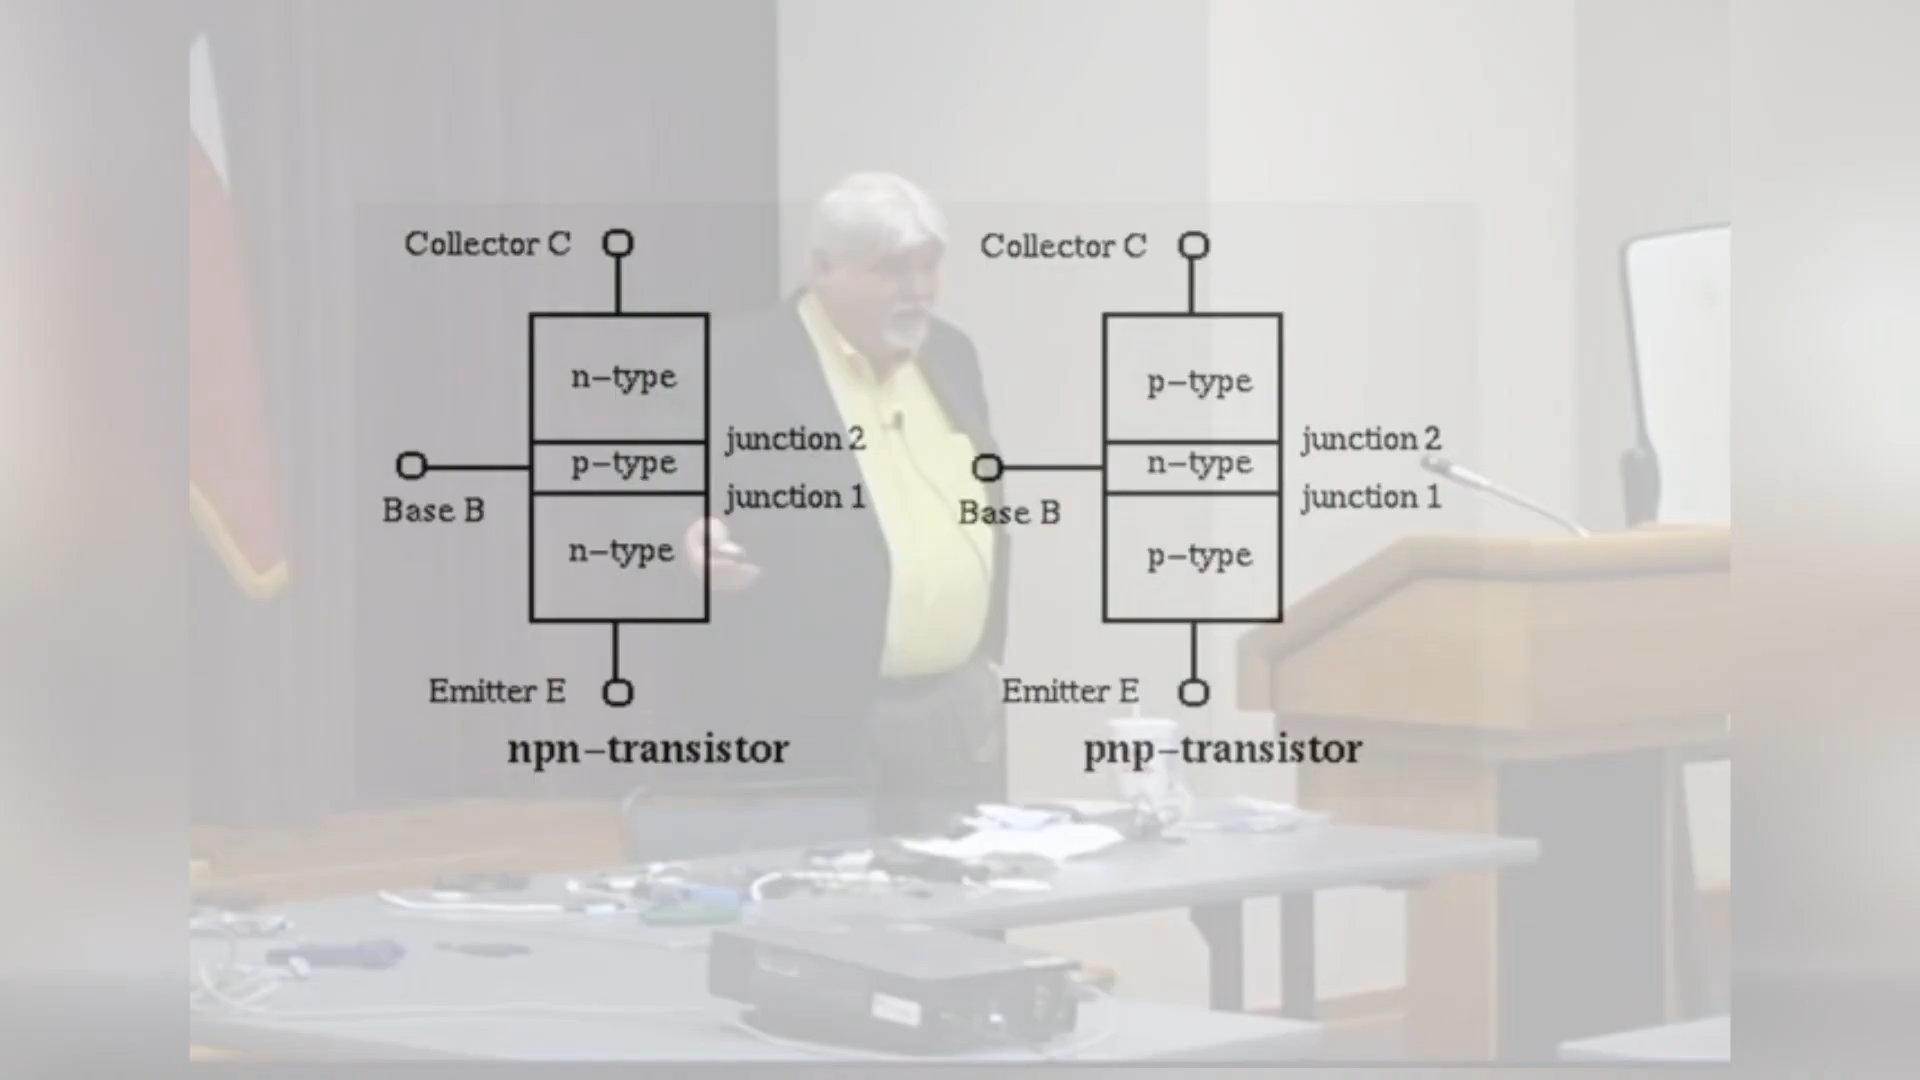 Collector C
n-type
junction 2
p-type
junction 1
Base B
n-type
Emitter E
npn-transistor
Collector C
p-type
junction 2
n-type
junction 1
Base B
p-type
Emitter E
pnp-transistor